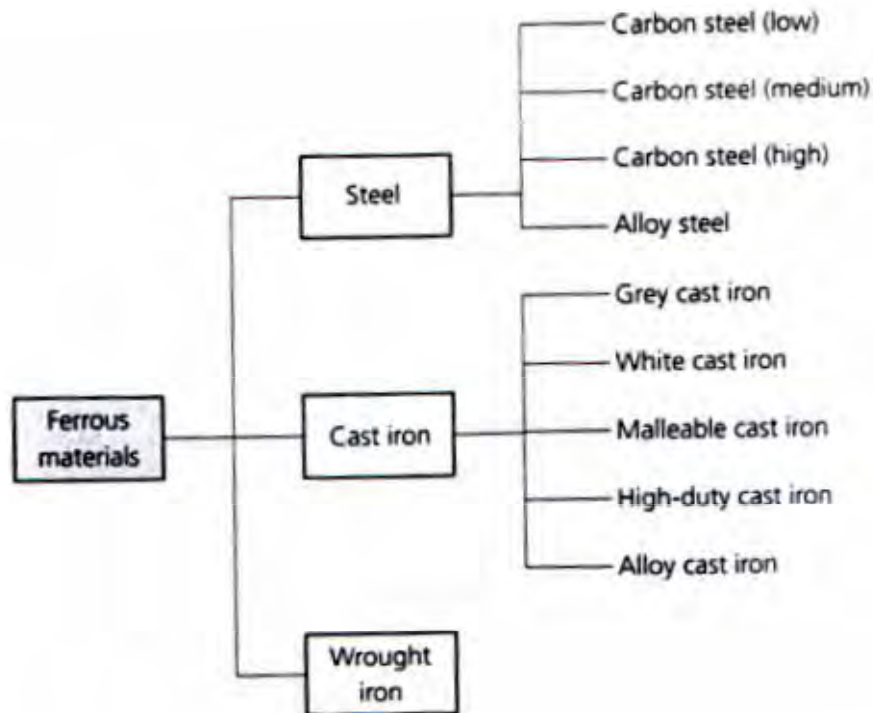 Carbon steel (low)
Carbon steel (medium)
Carbon steel (high)
Alloy steel
Steel
Grey cast iron
White cast iron
Malleable cast iron
High-duty cast iron
Alloy cast iron
Cast iron
Ferrous
materials
Wrought
iron